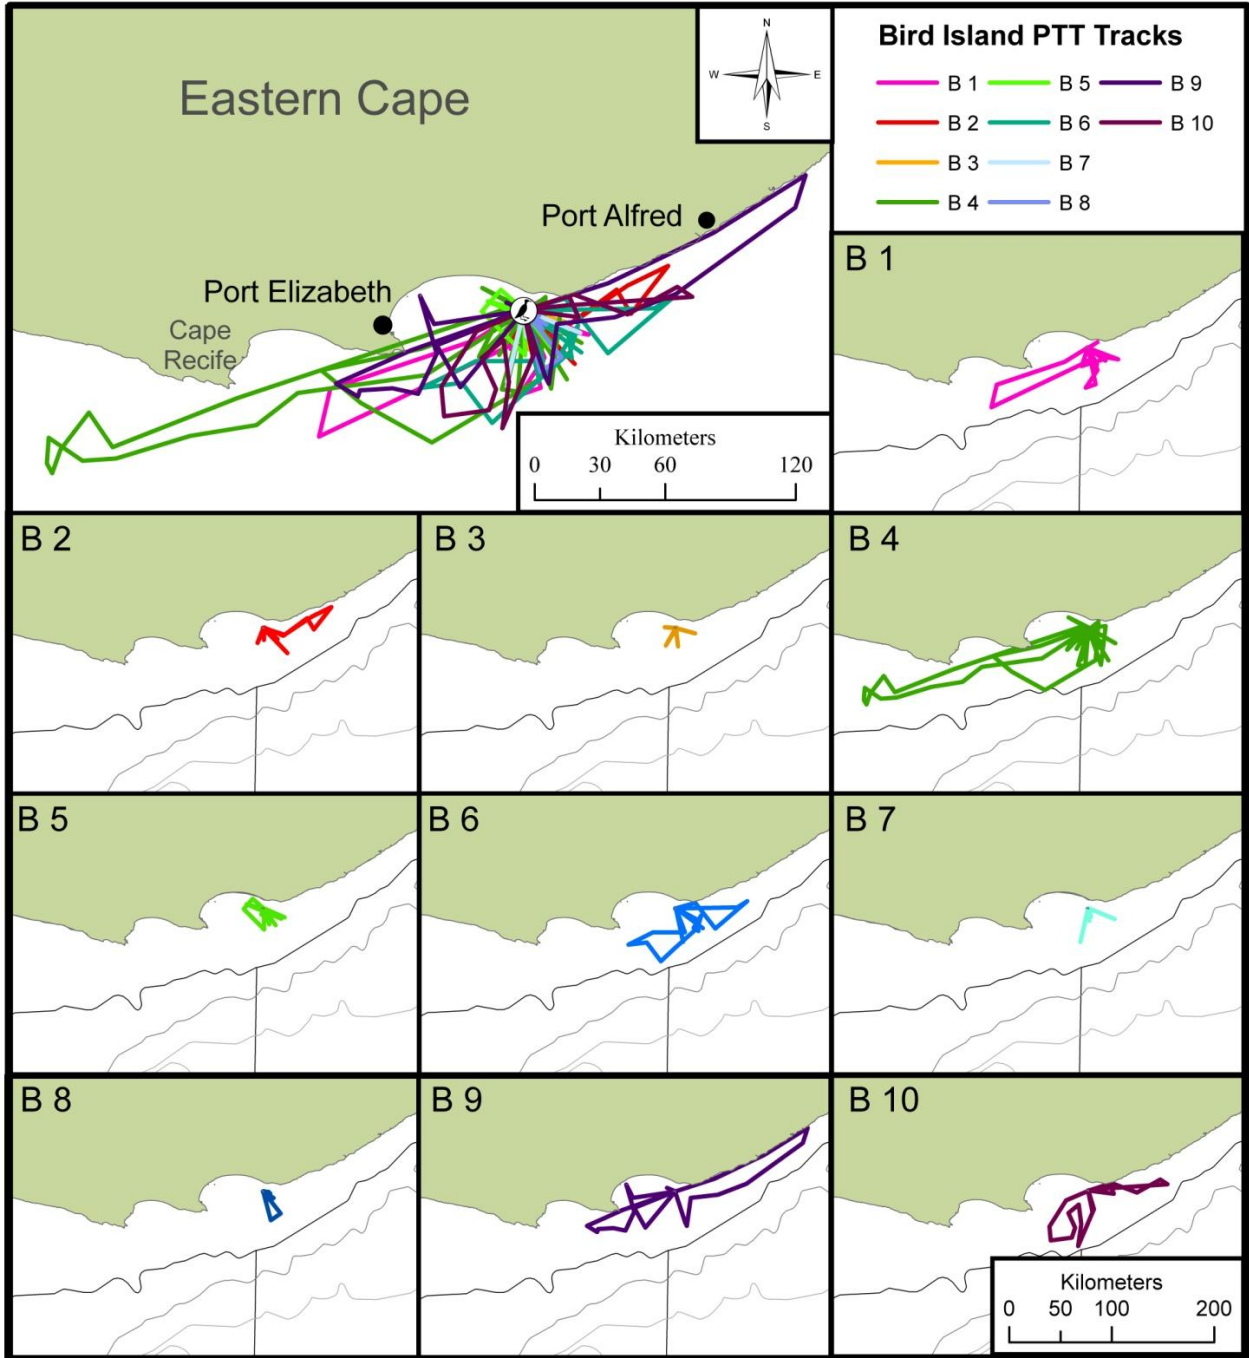 Eastern Cape
N
W E
S
Port Alfred
Port Elizabeth
Cape
Recife
Kilometers
0 30 60 120
Bird Island PTT Tracks
B 1 B 5 B 9
B 2 B 6 B 10
B 3 B 7
B 4 B 8
B 1
B 2
B 3
B 4
B 5
B 6
B 7
B 8
B 9
B 10
Kilometers
0 50 100 200